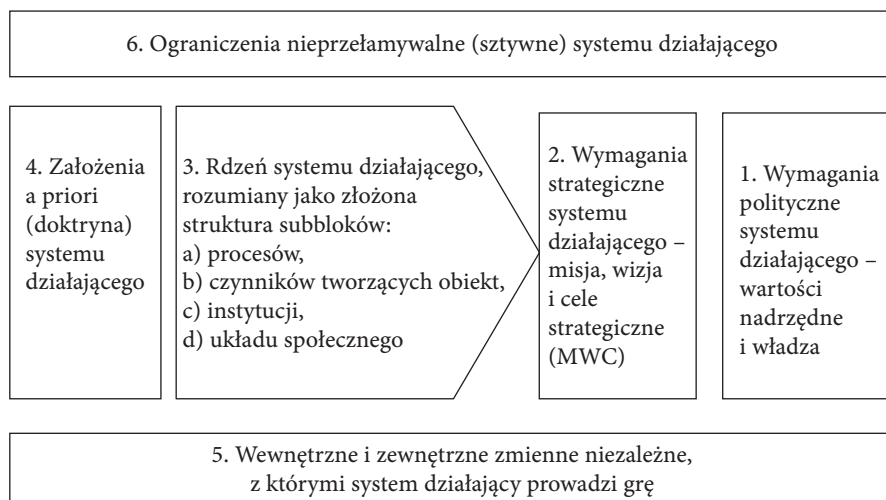 6. Ograniczenia nieprzełamywalne (sztywne) systemu działającego
4. Założenia
a priori
(doktryna)
systemu
działającego
3. Rdzeń systemu działającego,
rozumiany jako złożona
struktura subbloków:
a) procesów,
b) czynników tworzących obiekt,
c) instytucji,
d) układu społecznego
2. Wymagania
strategiczne
systemu
działającego –
misja, wizja
i cele
strategiczne
(MWC)
1. Wymagania
polityczne
systemu
działającego –
wartości
nadrzędne
i władza
5. Wewnętrzne i zewnętrzne zmienne niezależne,
z którymi system działający prowadzi grę